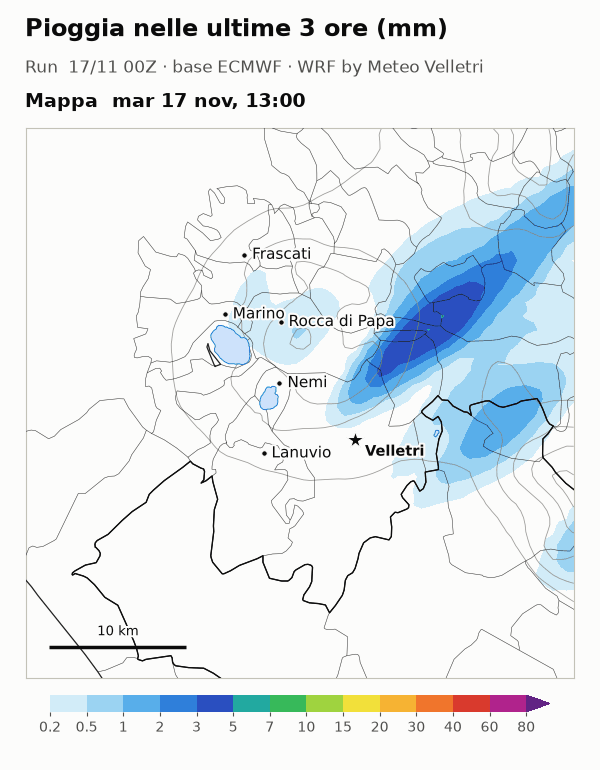 Pioggia nelle ultime 3 ore (mm)
Run  17/11 00Z · base ECMWF · WRF by Meteo Velletri
Mappa  mar 17 nov, 13:00
Frascati
Marino
Rocca di Papa
Nemi
Velletri
Lanuvio
10 km
0.2 0.5 1 2 3 5 7 10 15 20 30 40 60 80